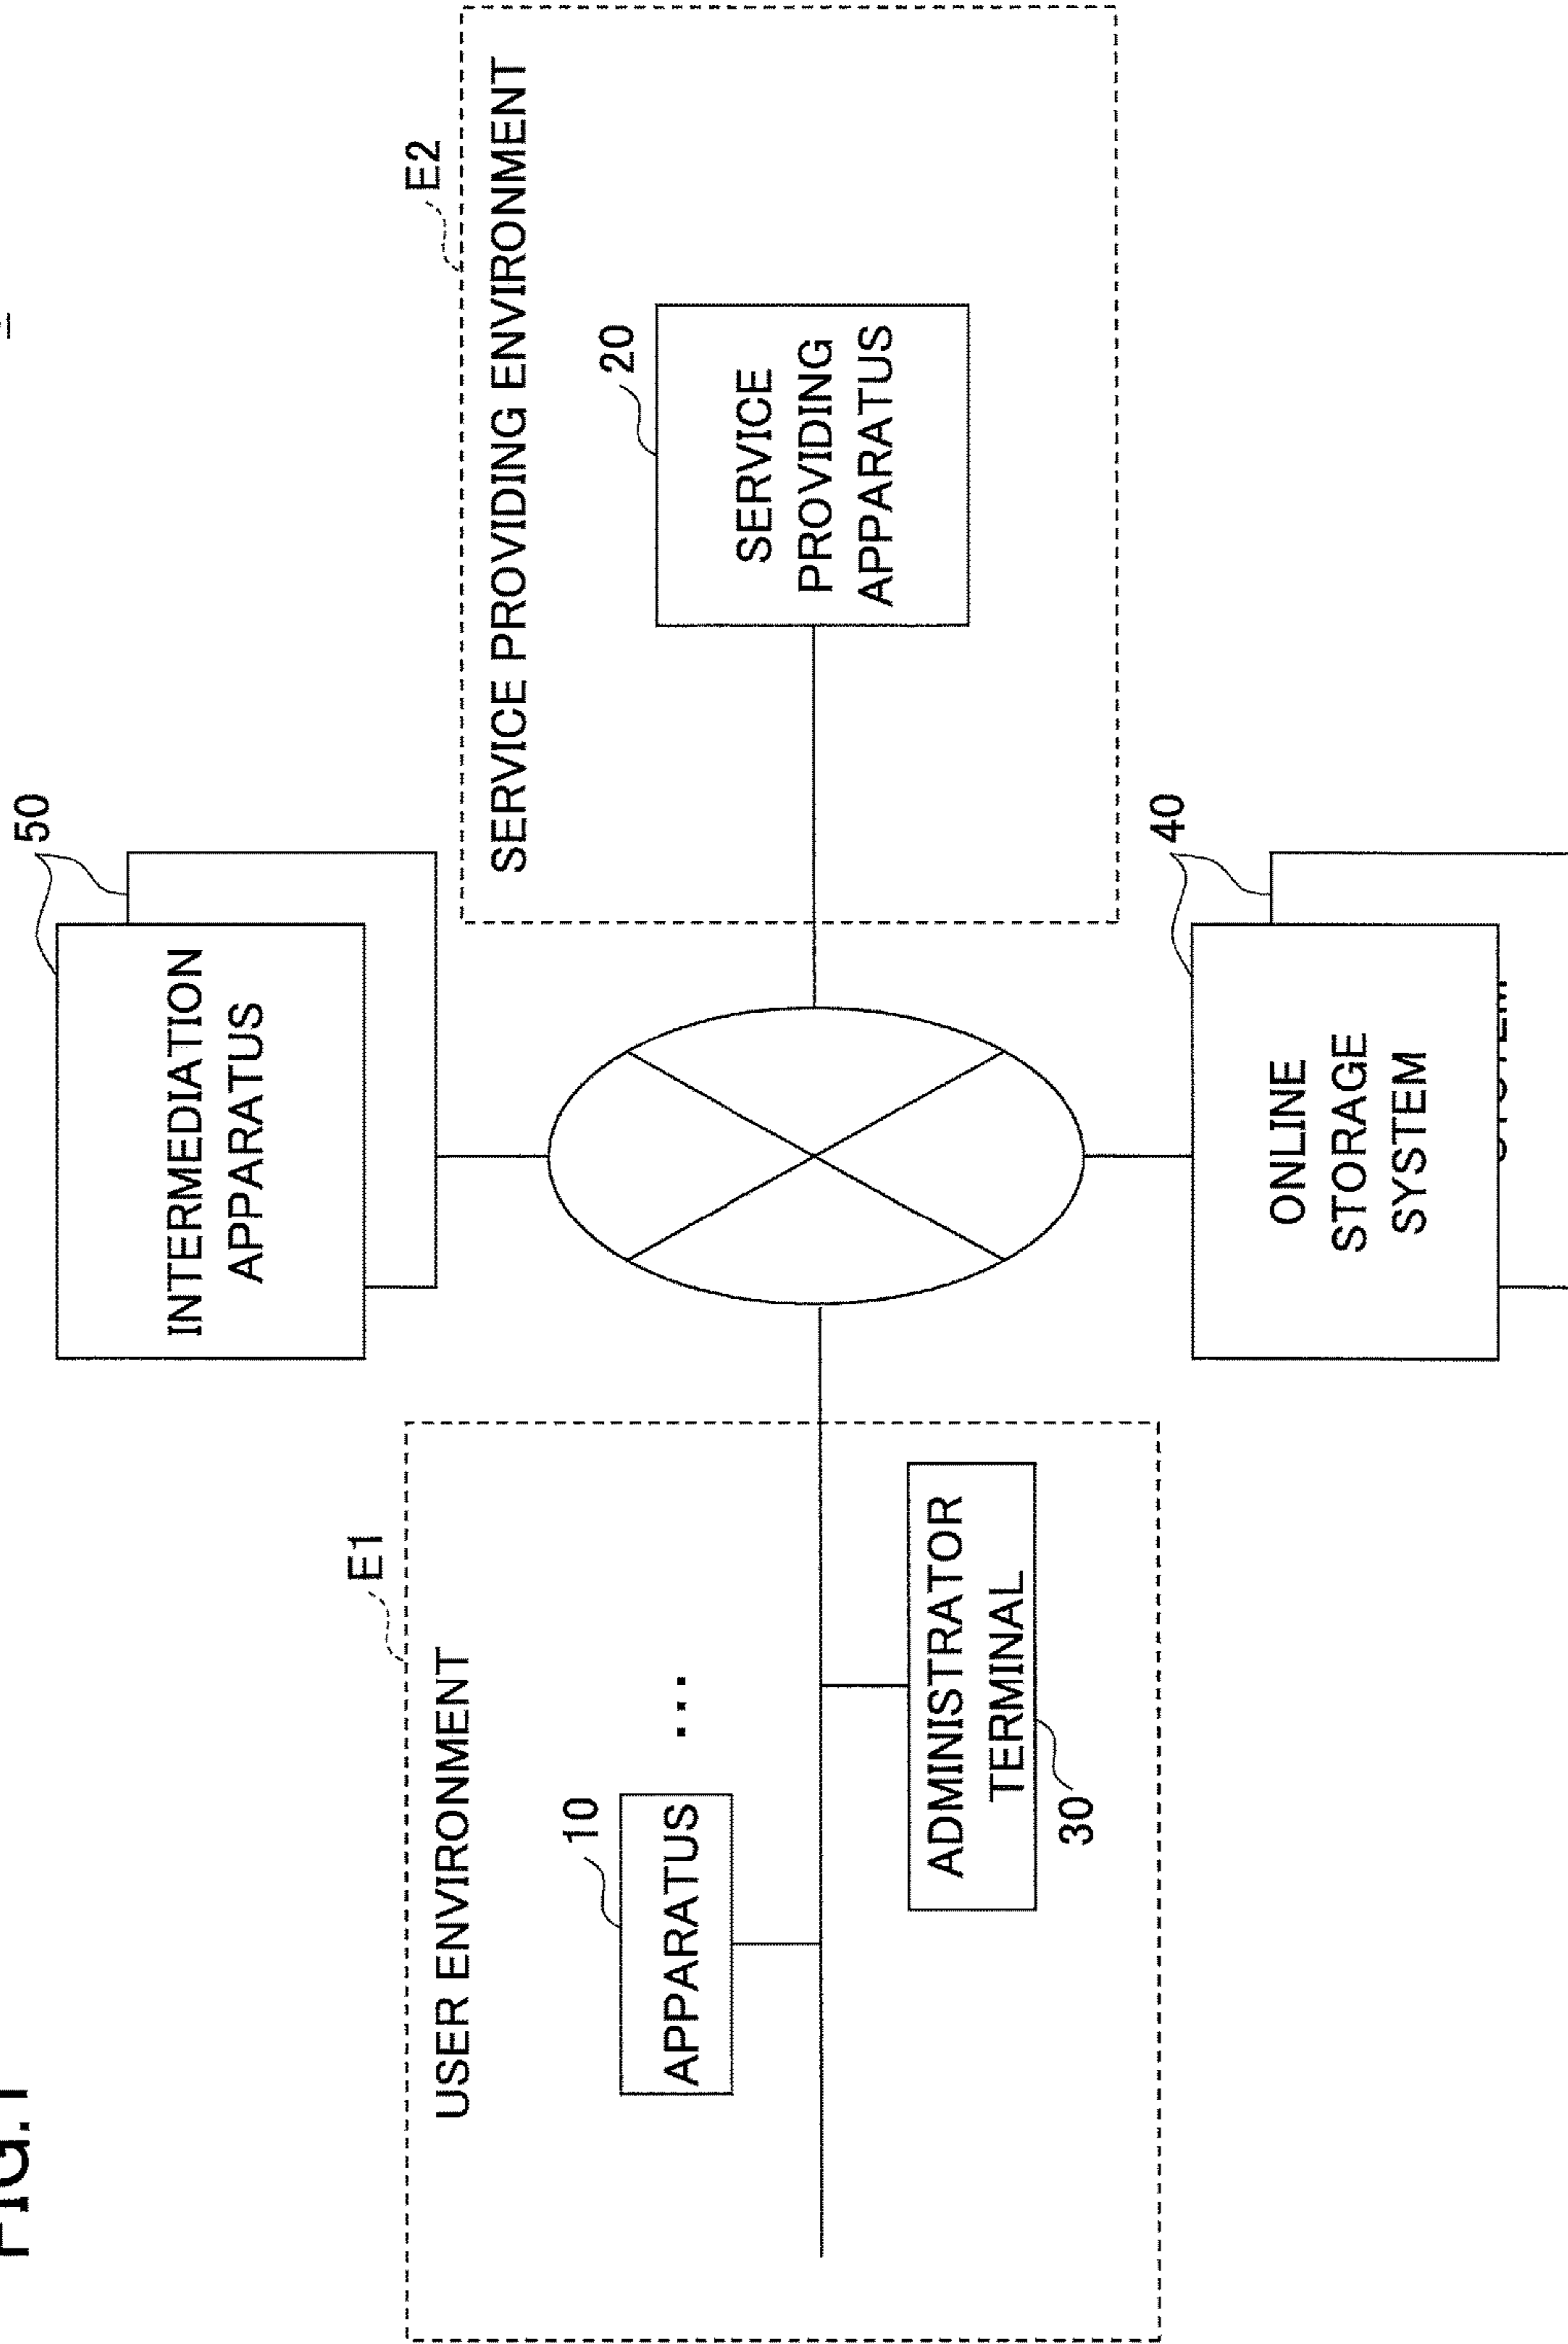 FIG.1
1
50
INTERMEDIATION
APPARATUS
E1
USER ENVIRONMENT
10
APPARATUS
...
ADMINISTRATOR
TERMINAL
30
E2
SERVICE PROVIDING ENVIRONMENT
20
SERVICE
PROVIDING
APPARATUS
40
ONLINE
STORAGE
SYSTEM